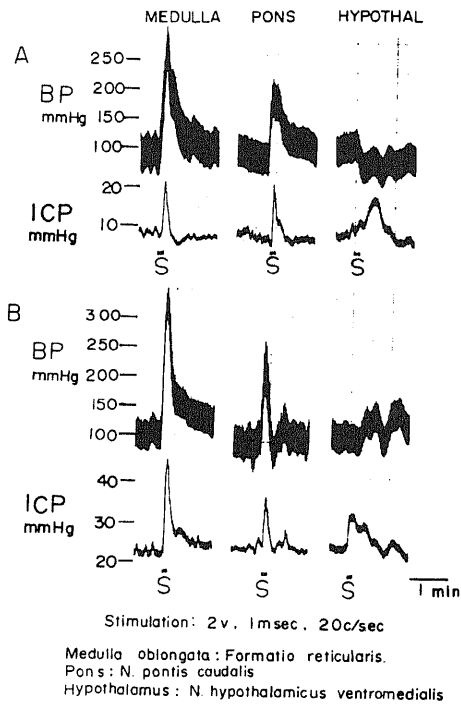 MEDULLA PONS HYPOTHAL
A
250
BP 200
mmHg 150
100
20
ICP
mmHg 10
S S S
B
300
BP 250
mmHg 200
150
100
40
ICP
mmHg 30
20
S S S
1 min
Stimulation: 2v, 1msec, 20c/sec
Medulla oblongata: Formatio reticularis.
Pons: N. pontis caudalis
Hypothalamus: N. hypothalamicus ventromedialis